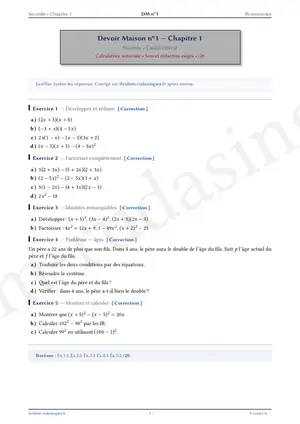 Seconde – Chapitre 1 DM n°1
Devoir Maison n°1 – Chapitre 1
Seconde – Calcul littéral
Calculatrice autorisée • Soin et rédaction exigés • /20
Justifier toutes les réponses. Corrigé sur
Exercice 1 – Développer et réduire [ Correction ]
a) (2x + 3)(x + 4)
b) (−3 + x)(4 − 5x)
c) 2x(1 − x) − (x − 3)(3x + 2)
d) (x − 3)(x + 3) − (4 − 3x)²
Exercice 2 – Factoriser complètement [ Correction ]
a) 3(2 + 3x) − (5 + 2x)(2 + 3x)
b) (2 − 5x)² − (2 − 5x)(1 + x)
c) 5(1 − 2x) − (4 + 3x)(2x − 1)
d) 2x² − 18
Exercice 3 – Identités remarquables [ Correction ]
a) Développer : (x + 5)², (3x − 4)², (2x + 3)(2x − 3)
b) Factoriser : 4x² + 12x + 9, 1 − 49x², (x + 2)² − 25
Exercice 4 – Problème – âges [ Correction ]
Un père a 22 ans de plus que son fils. Dans 4 ans, le père aura le double de l'âge du fils. Soit p l'âge actuel du
père et f l'âge du fils.
a) Traduire les deux conditions par des équations.
b) Résoudre le système.
c) Quel est l'âge du père et du fils ?
d) Vérifier : dans 4 ans, le père a-t-il bien le double ?
Exercice 5 – Montrer et calculer [ Correction ]
a) Montrer que (x + 5)² − (x − 5)² = 20x
b) Calculer 102² − 98² par les IR.
c) Calculer 99² en utilisant (100 − 1)².